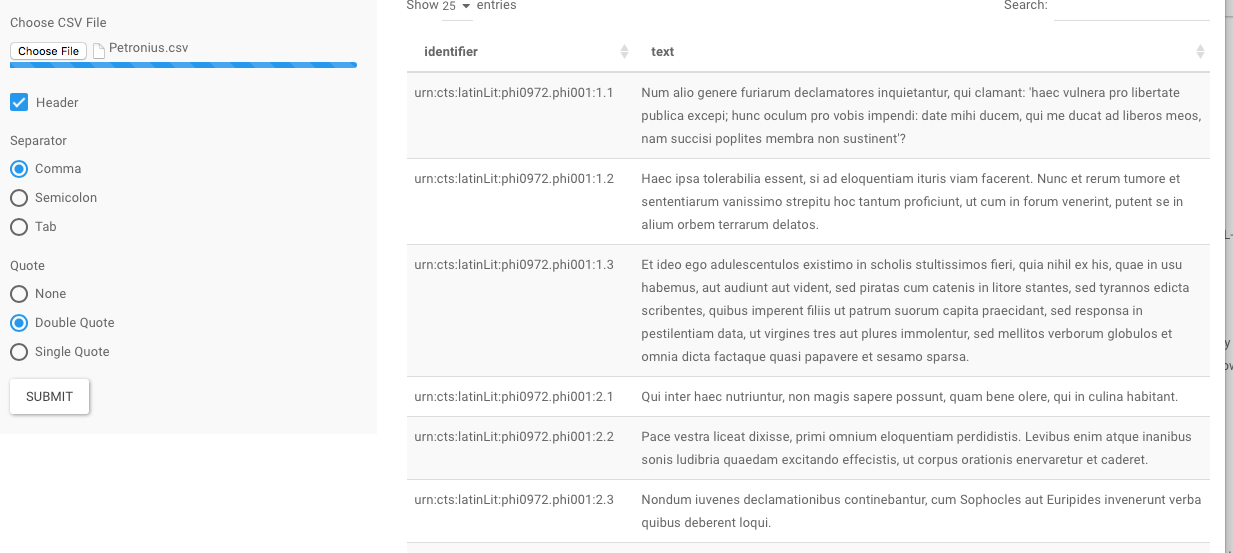 Choose CSV File
Choose File Petronius.csv
Header
Separator
Comma
Semicolon
Tab
Quote
None
Double Quote
Single Quote
SUBMIT
Show 25 entries
Search:
identifier text
urn:cts:latinLit:phi0972.phi001:1.1
Num alio genere furiarum declamatores inquietantur, qui clamant: 'haec vulnera pro libertate
publica excepi; hunc oculum pro vobis impendi: date mihi ducem, qui me ducat ad liberos meos,
nam succisi poplites membra non sustinent'?
urn:cts:latinLit:phi0972.phi001:1.2
Haec ipsa tolerabilia essent, si ad eloquentiam ituris viam facerent. Nunc et rerum tumore et
sententiarum vanissimo strepitu hoc tantum proficiunt, ut cum in forum venerint, putent se in
alium orbem terrarum delatos.
urn:cts:latinLit:phi0972.phi001:1.3
Et ideo ego adulescentulos existimo in scholis stultissimos fieri, quia nihil ex his, quae in usu
habemus, aut audiunt aut vident, sed piratas cum catenis in litore stantes, sed tyrannos edicta
scribentes, quibus imperent filiis ut patrum suorum capita praecidant, sed responsa in
pestilentiam data, ut virgines tres aut plures immolentur, sed mellitos verborum globulos et
omnia dicta factaque quasi papavere et sesamo sparsa.
urn:cts:latinLit:phi0972.phi001:2.1
Qui inter haec nutriuntur, non magis sapere possunt, quam bene olere, qui in culina habitant.
urn:cts:latinLit:phi0972.phi001:2.2
Pace vestra liceat dixisse, primi omnium eloquentiam perdidistis. Levibus enim atque inanibus
sonis ludibria quaedam excitando effecistis, ut corpus orationis enervaretur et caderet.
urn:cts:latinLit:phi0972.phi001:2.3
Nondum iuvenes declamationibus continebantur, cum Sophocles aut Euripides invenerunt verba
quibus deberent loqui.